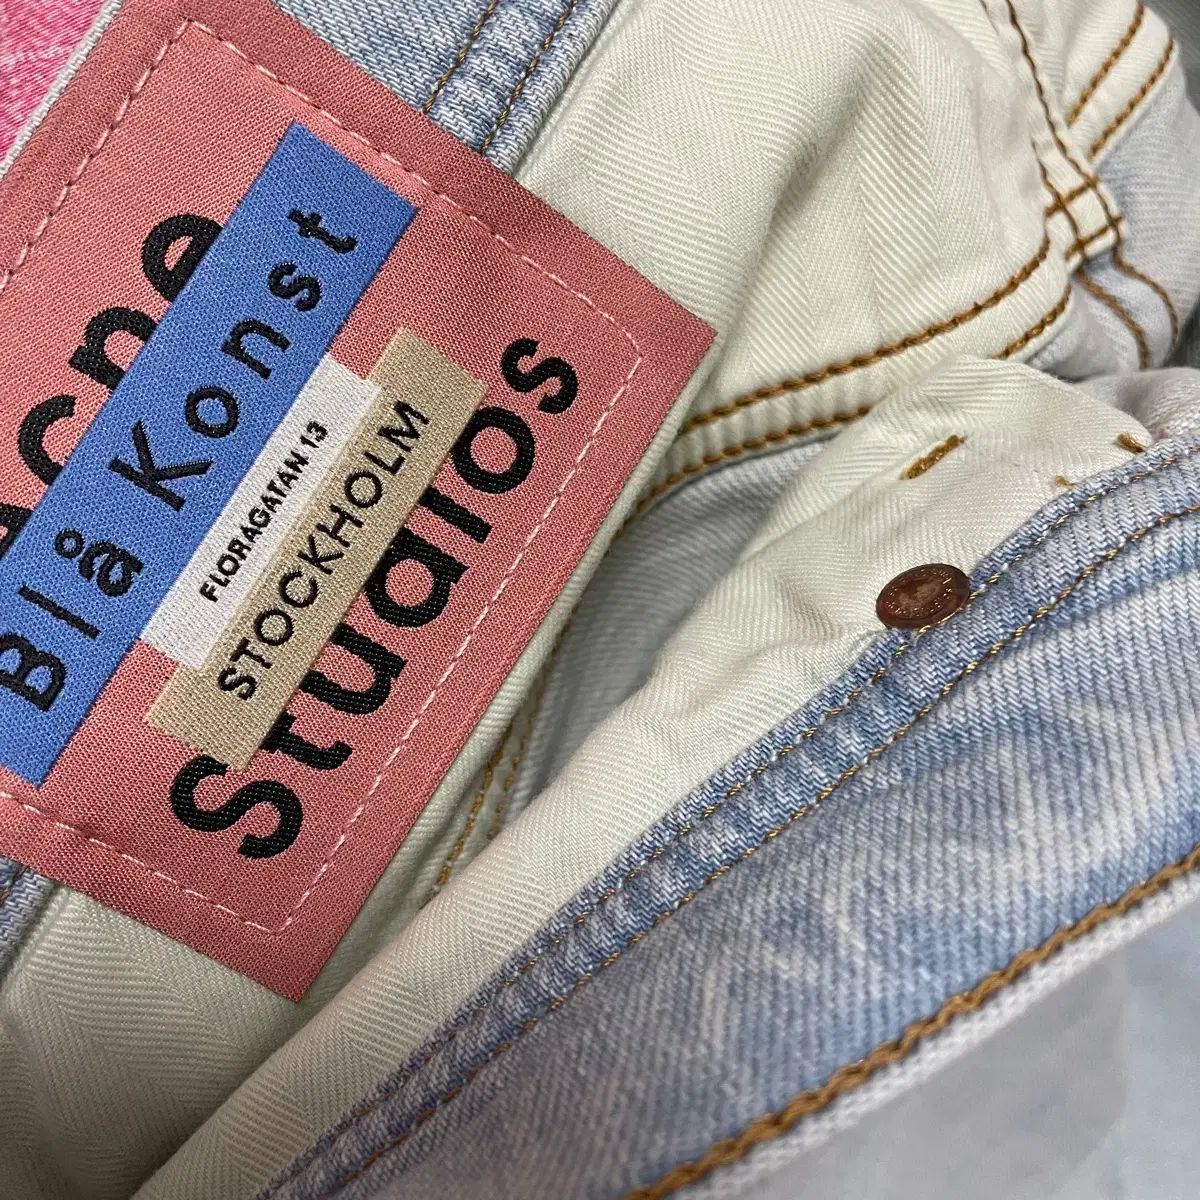 Acne
Blå Konst
FLORAGATAN 13
STOCKHOLM
Studios